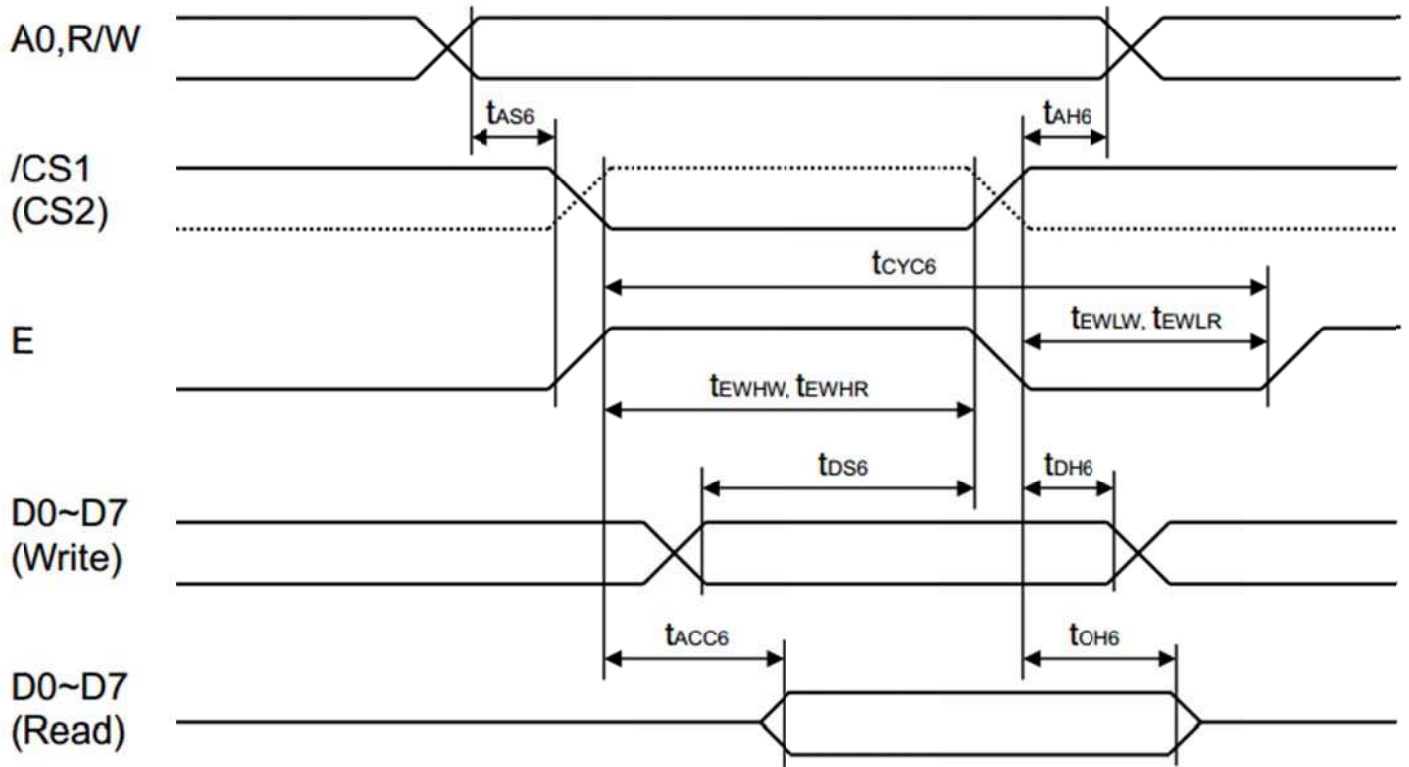 A0,R/W
tAS6
tAH6
/CS1
(CS2)
tCYC6
tEWLW, tEWLR
E
tEWHW, tEWHR
tDS6
tDH6
D0~D7
(Write)
tACC6
tOH6
D0~D7
(Read)